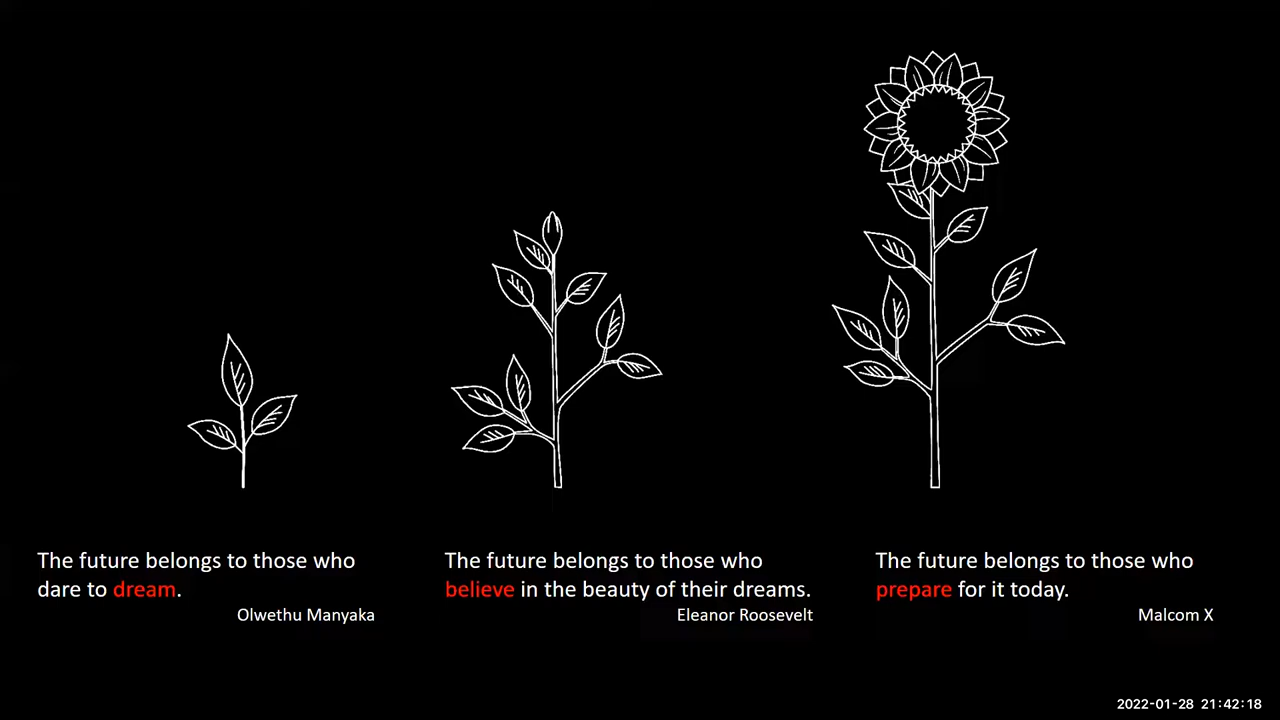 The future belongs to those who
dare to dream.
Olwethu Manyaka
The future belongs to those who
believe in the beauty of their dreams.
Eleanor Roosevelt
The future belongs to those who
prepare for it today.
Malcom X
2022-01-28 21:42:18